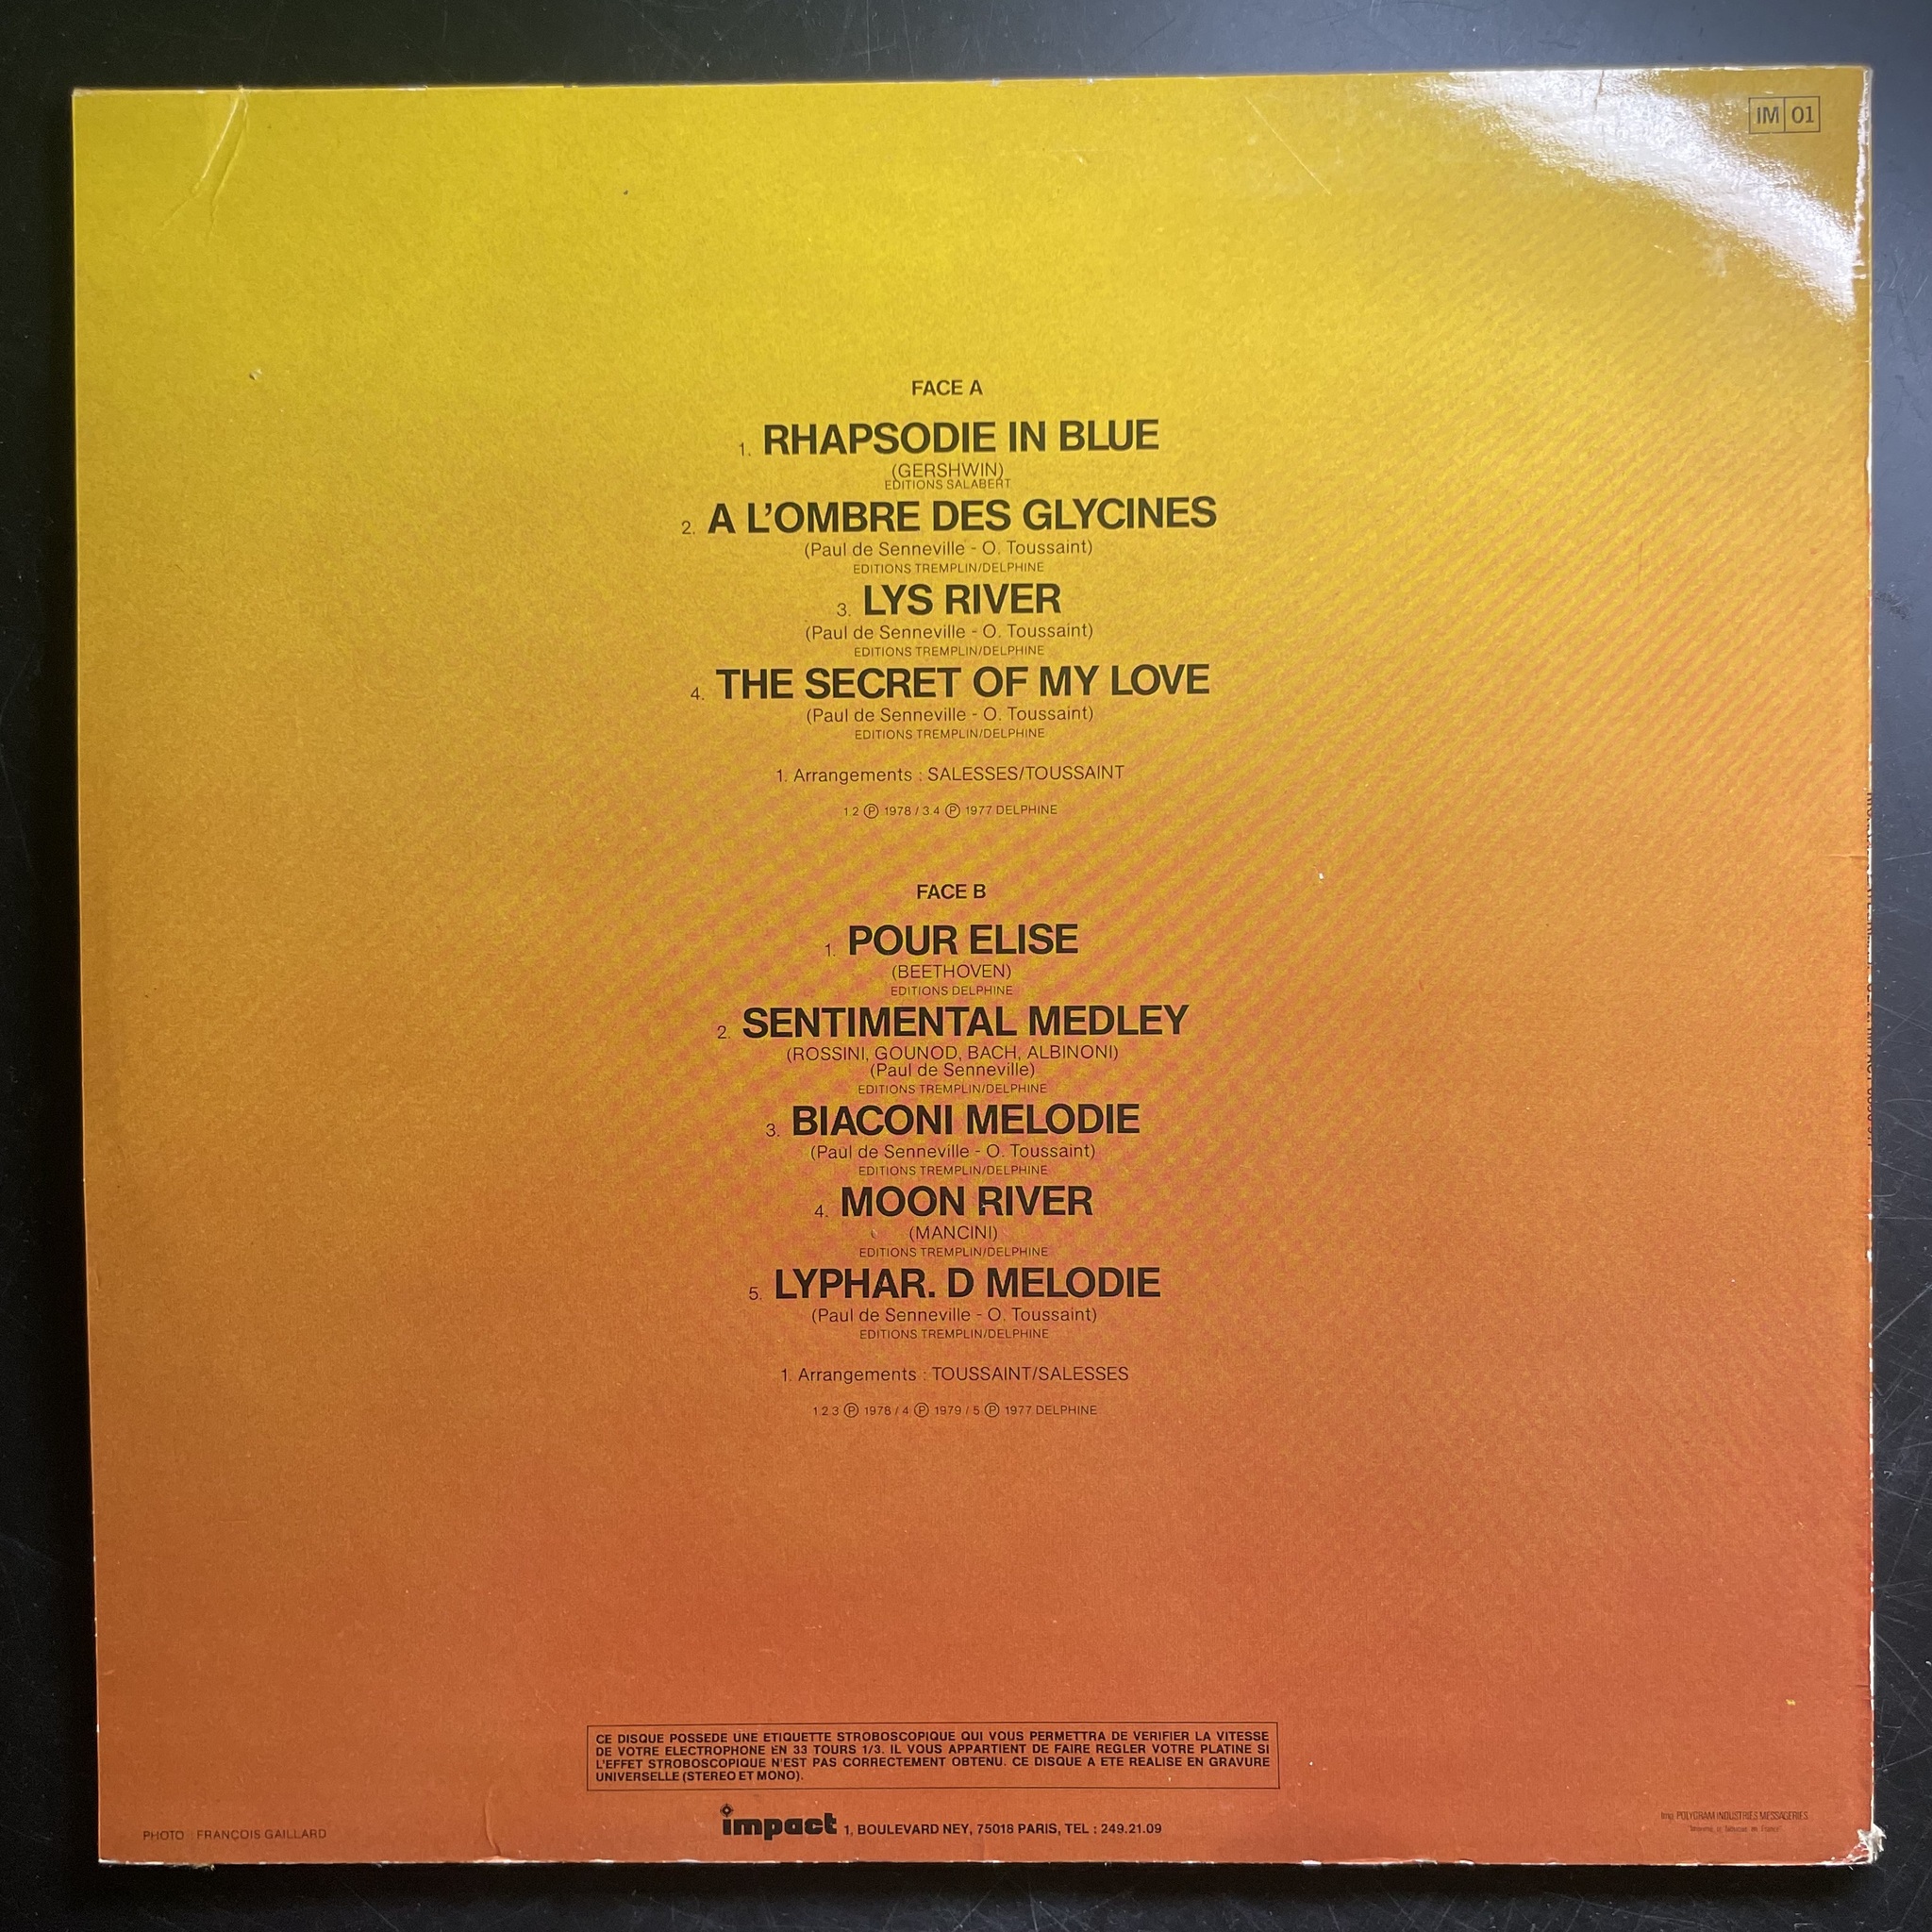 IM 01
FACE A
1. RHAPSODIE IN BLUE
(GERSHWIN)
EDITIONS SALABERT
2. A L'OMBRE DES GLYCINES
(Paul de Senneville - O. Toussaint)
EDITIONS TREMPLIN/DELPHINE
3. LYS RIVER
(Paul de Senneville - O. Toussaint)
EDITIONS TREMPLIN/DELPHINE
4. THE SECRET OF MY LOVE
(Paul de Senneville - O. Toussaint)
EDITIONS TREMPLIN/DELPHINE
1. Arrangements : SALESSES/TOUSSAINT
1 2 Ⓟ 1978 / 3 4 Ⓟ 1977 DELPHINE
FACE B
1. POUR ELISE
(BEETHOVEN)
EDITIONS DELPHINE
2. SENTIMENTAL MEDLEY
(ROSSINI, GOUNOD, BACH, ALBINONI)
(Paul de Senneville)
EDITIONS TREMPLIN/DELPHINE
3. BIACONI MELODIE
(Paul de Senneville - O. Toussaint)
EDITIONS TREMPLIN/DELPHINE
4. MOON RIVER
(MANCINI)
EDITIONS TREMPLIN/DELPHINE
5. LYPHAR. D MELODIE
(Paul de Senneville - O. Toussaint)
EDITIONS TREMPLIN/DELPHINE
1. Arrangements : TOUSSAINT/SALESSES
1 2 3 Ⓟ 1978 / 4 Ⓟ 1979 / 5 Ⓟ 1977 DELPHINE
CE DISQUE POSSEDE UNE ETIQUETTE STROBOSCOPIQUE QUI VOUS PERMETTRA DE VERIFIER LA VITESSE
DE VOTRE ELECTROPHONE EN 33 TOURS 1/3. IL VOUS APPARTIENT DE FAIRE REGLER VOTRE PLATINE SI
L'EFFET STROBOSCOPIQUE N'EST PAS CORRECTEMENT OBTENU. CE DISQUE A ETE REALISE EN GRAVURE
UNIVERSELLE (STEREO ET MONO).
impact 1, BOULEVARD NEY, 75018 PARIS, TEL : 249.21.09
PHOTO : FRANÇOIS GAILLARD
Imp. POLYGRAM INDUSTRIES MESSAGERIES